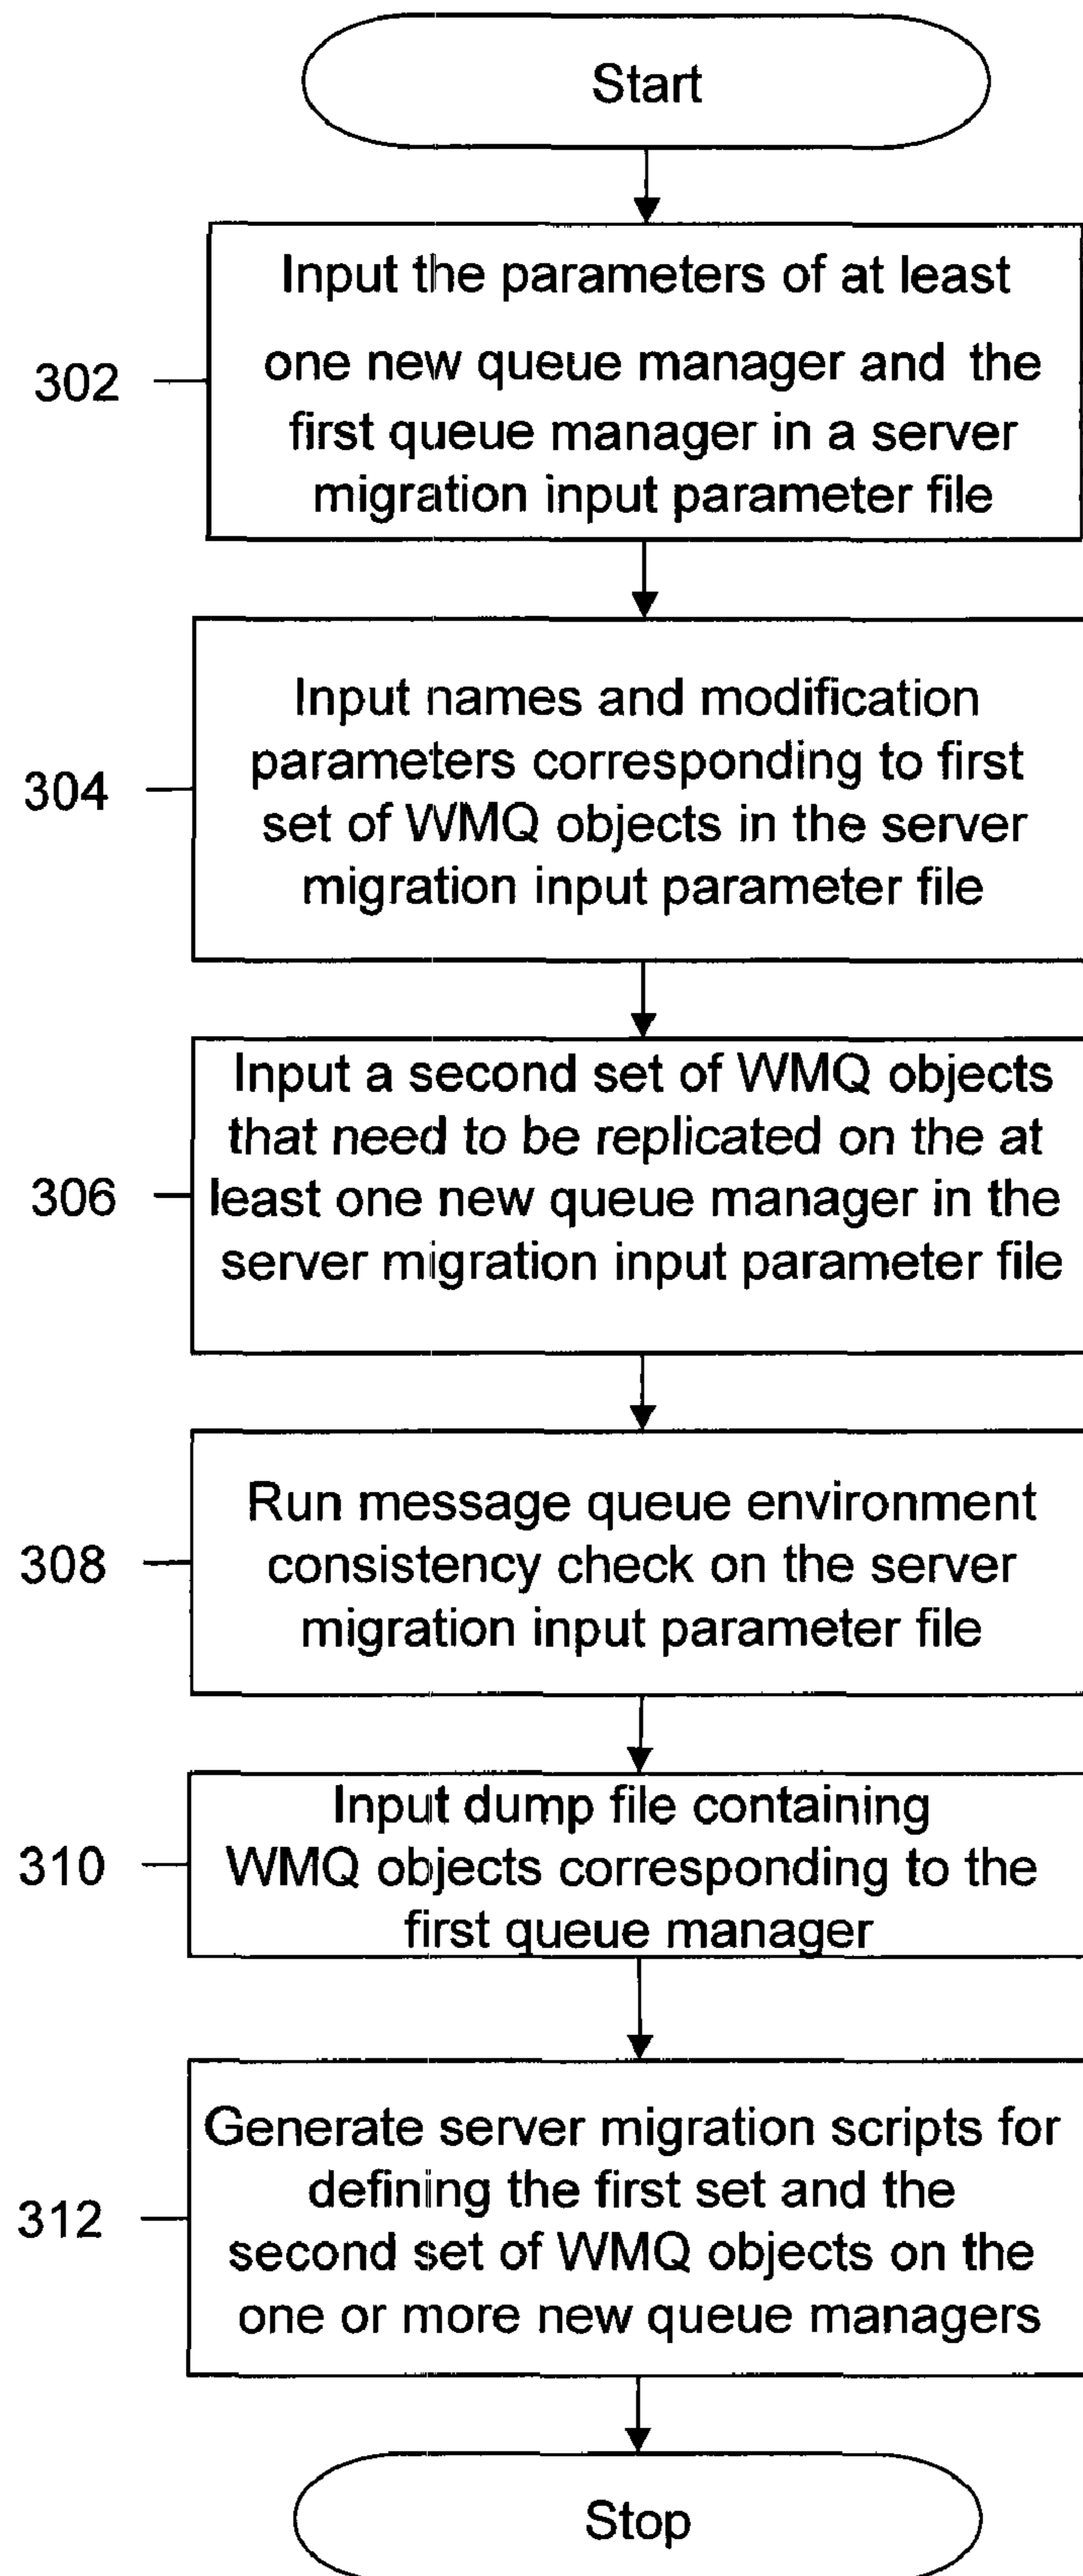 Start
Input the parameters of at least
one new queue manager and the
first queue manager in a server
migration input parameter file
302
Input names and modification
parameters corresponding to first
set of WMQ objects in the server
migration input parameter file
304
Input a second set of WMQ objects
that need to be replicated on the at
least one new queue manager in the
server migration input parameter file
306
Run message queue environment
consistency check on the server
migration input parameter file
308
Input dump file containing
WMQ objects corresponding to the
first queue manager
310
Generate server migration scripts for
defining the first set and the
second set of WMQ objects on the
one or more new queue managers
312
Stop